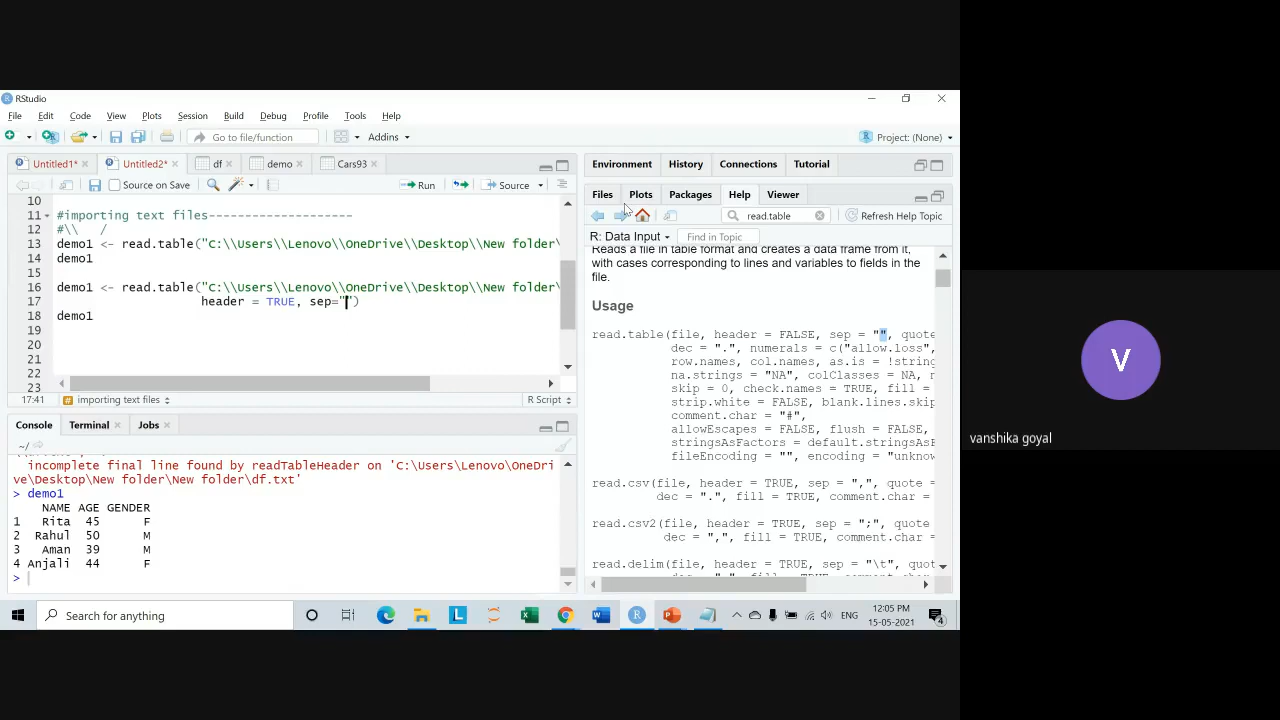 RStudio
File Edit Code View Plots Session Build Debug Profile Tools Help
Go to file/function Addins Project: (None)
Untitled1* Untitled2* df demo Cars93
Source on Save Run Source
10
11 #importing text files-------------------
12 #\\ /
13 demo1 <- read.table("C:\\Users\\Lenovo\\OneDrive\\Desktop\\New folder\
14 demo1
15
16 demo1 <- read.table("C:\\Users\\Lenovo\\OneDrive\\Desktop\\New folder\
17 header = TRUE, sep="")
18 demo1
19
20
21
22
23
17:41 importing text files R Script
Console Terminal Jobs
~/
incomplete final line found by readTableHeader on 'C:\Users\Lenovo\OneDri
ve\Desktop\New folder\New folder\df.txt'
> demo1
NAME AGE GENDER
1 Rita 45 F
2 Rahul 50 M
3 Aman 39 M
4 Anjali 44 F
>
Environment History Connections Tutorial
Files Plots Packages Help Viewer
read.table Refresh Help Topic
R: Data Input Find in Topic
Reads a file in table format and creates a data frame from it,
with cases corresponding to lines and variables to fields in the
file.
Usage
read.table(file, header = FALSE, sep = "", quote
dec = ".", numerals = c("allow.loss",
row.names, col.names, as.is = !string
na.strings = "NA", colClasses = NA, n
skip = 0, check.names = TRUE, fill =
strip.white = FALSE, blank.lines.skip
comment.char = "#",
allowEscapes = FALSE, flush = FALSE,
stringsAsFactors = default.stringsAsF
fileEncoding = "", encoding = "unknow
read.csv(file, header = TRUE, sep = ",", quote
dec = ".", fill = TRUE, comment.char =
read.csv2(file, header = TRUE, sep = ";", quote
dec = ",", fill = TRUE, comment.char =
read.delim(file, header = TRUE, sep = "\t", quot
Search for anything
ENG
12:05 PM
15-05-2021
4
V
vanshika goyal